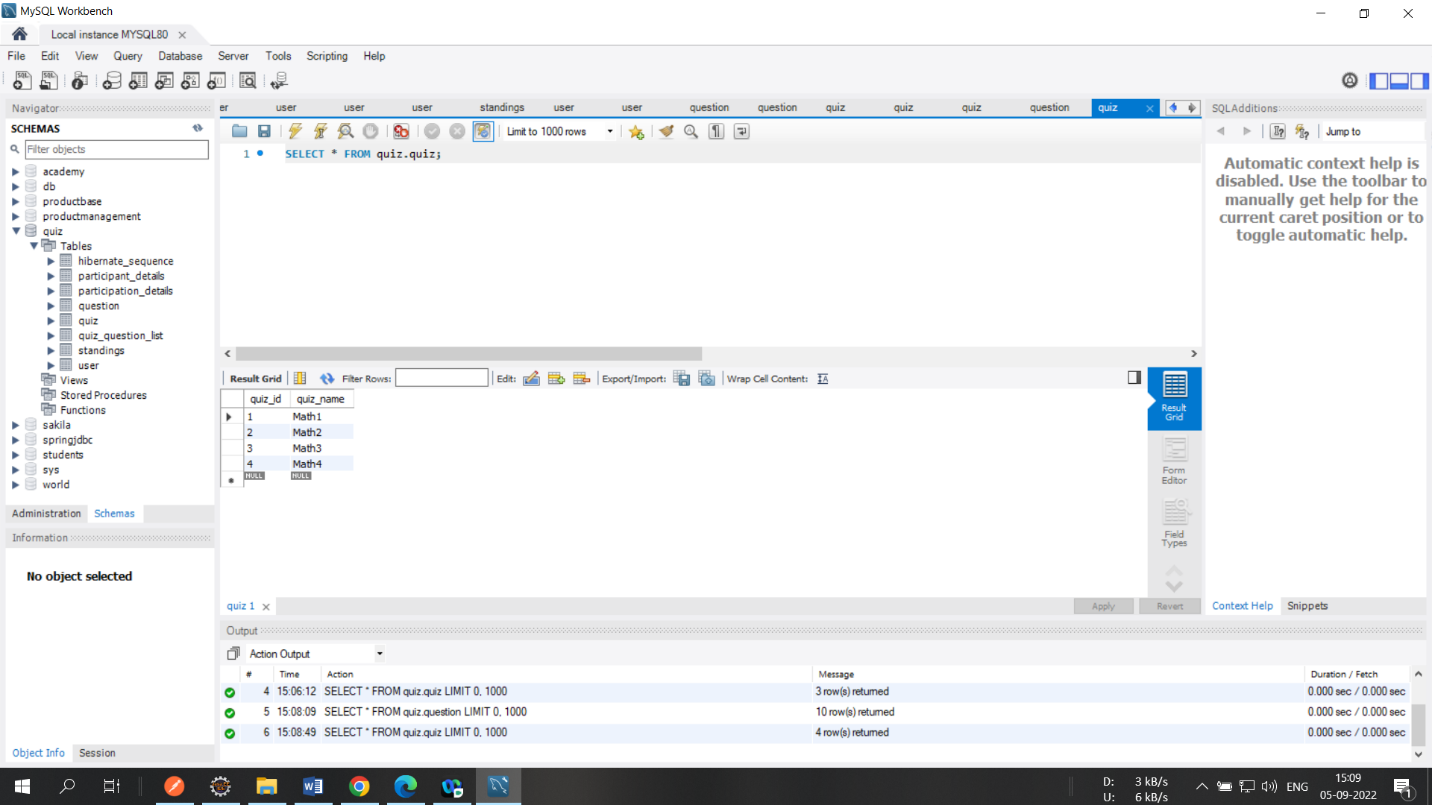 MySQL Workbench
Local instance MYSQL80
File Edit View Query Database Server Tools Scripting Help
Navigator
SCHEMAS
Filter objects
academy
db
productbase
productmanagement
quiz
Tables
hibernate_sequence
participant_details
participation_details
question
quiz
quiz_question_list
standings
user
Views
Stored Procedures
Functions
sakila
springjdbc
students
sys
world
Administration Schemas
Information
No object selected
Object Info Session
er user user user standings user user question question quiz quiz quiz question quiz
Limit to 1000 rows
1 SELECT * FROM quiz.quiz;
Result Grid Filter Rows: Edit: Export/Import: Wrap Cell Content:
quiz_id quiz_name
1 Math1
2 Math2
3 Math3
4 Math4
NULL NULL
Result
Grid
Form
Editor
Field
Types
quiz 1 Apply Revert
SQLAdditions
Jump to
Automatic context help is
disabled. Use the toolbar to
manually get help for the
current caret position or to
toggle automatic help.
Context Help Snippets
Output
Action Output
# Time Action Message Duration / Fetch
4 15:06:12 SELECT * FROM quiz.quiz LIMIT 0, 1000 3 row(s) returned 0.000 sec / 0.000 sec
5 15:08:09 SELECT * FROM quiz.question LIMIT 0, 1000 10 row(s) returned 0.000 sec / 0.000 sec
6 15:08:49 SELECT * FROM quiz.quiz LIMIT 0, 1000 4 row(s) returned 0.000 sec / 0.000 sec
D: 3 kB/s
U: 6 kB/s
ENG
15:09
05-09-2022
1